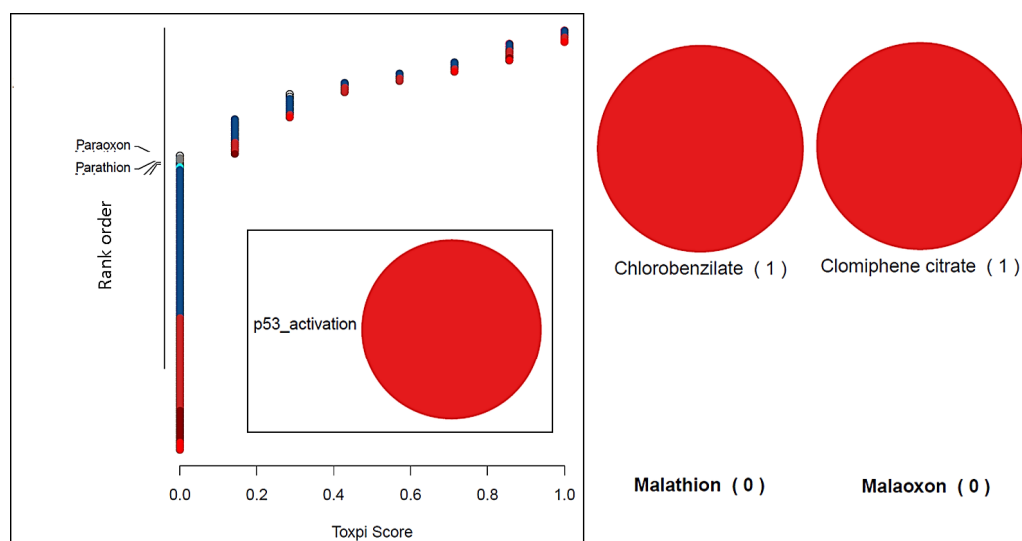 Paraoxon
Parathion
Rank order
p53_activation
0.0 0.2 0.4 0.6 0.8 1.0
Toxpi Score
Chlorobenzilate ( 1 )
Clomiphene citrate ( 1 )
Malathion ( 0 )
Malaoxon ( 0 )